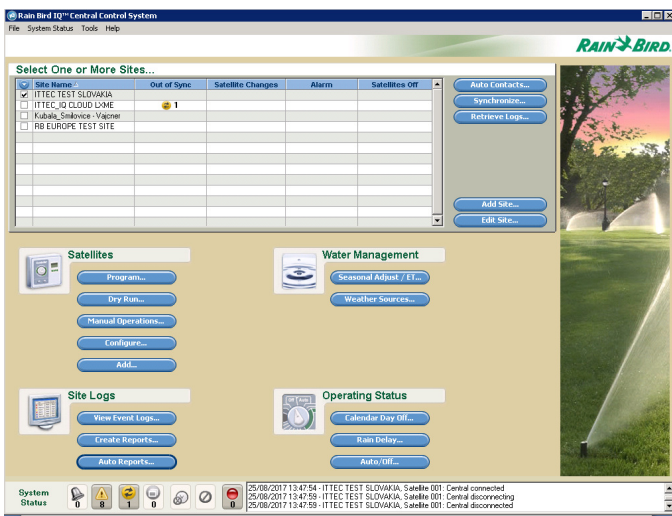 Rain Bird IQ™ Central Control System
File System Status Tools Help
RAIN BIRD.
Select One or More Sites...
Site Name Out of Sync Satellite Changes Alarm Satellites Off
ITTEC TEST SLOVAKIA
ITTEC_IQ CLOUD LXME 1
Kubala_Smilovice - Vajcner
RB EUROPE TEST SITE
Auto Contacts...
Synchronize...
Retrieve Logs...
Add Site...
Edit Site...
Satellites
Program...
Dry Run...
Manual Operations...
Configure...
Add...
Water Management
Seasonal Adjust / ET...
Weather Sources...
Site Logs
View Event Logs...
Create Reports...
Auto Reports...
Operating Status
Off Auto
Calendar Day Off...
Rain Delay...
Auto/Off...
System
Status
0 8 1 0 0
25/08/2017 13:47:54 - ITTEC TEST SLOVAKIA, Satellite 001: Central connected
25/08/2017 13:47:59 - ITTEC TEST SLOVAKIA, Satellite 001: Central disconnecting
25/08/2017 13:47:59 - ITTEC TEST SLOVAKIA, Satellite 001: Central disconnected